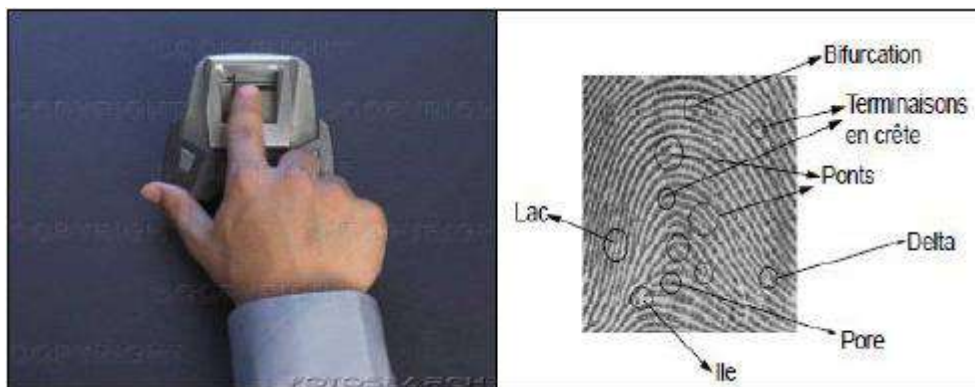 Bifurcation
Terminaisons
en crête
Ponts
Lac
Delta
Pore
Ile